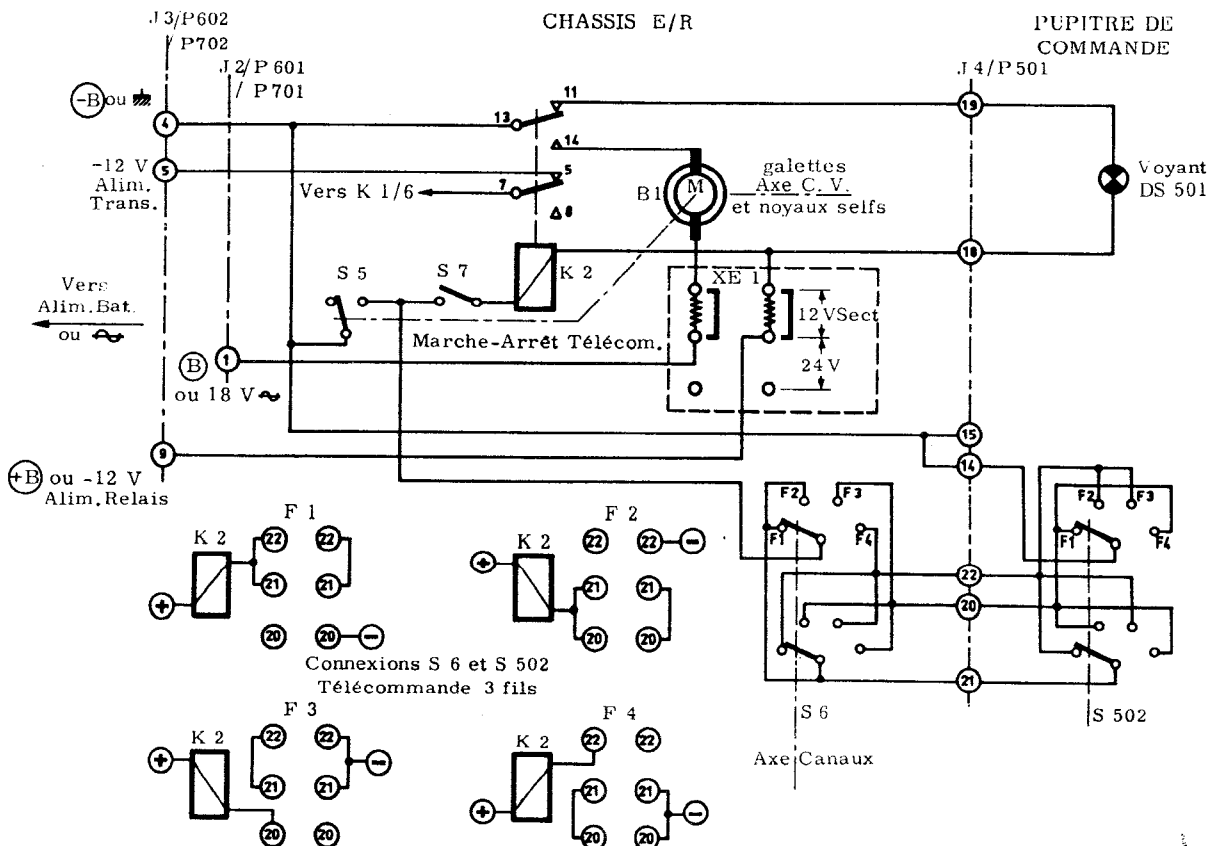 J 3/P602
/ P702
CHASSIS E/R
PUPITRE DE
COMMANDE
J 2/P 601
/ P701
J 4/P501
-B ou
4
13
11
19
14
-12 V
Alim.
Trans.
5
Vers K 1/6
7
5
8
B1
M
galettes
Axe C. V.
et noyaux selfs
Voyant
DS 501
K 2
18
S 5
S 7
XE 1
Vers
Alim.Bat.
ou
12 VSect
Marche-Arrêt Télécom.
24 V
B
1
ou 18 V
15
9
14
+B ou -12 V
Alim.Relais
F2
F3
F1
F4
F2
F3
F1
F4
22
20
21
S 6
S 502
Axe Canaux
F 1
K 2
22 22
21 21
+
20 20 -
F 2
K 2
22 22 -
+
21 21
20 20
Connexions S 6 et S 502
Télécommande 3 fils
F 3
K 2
22 22
+
-
21 21
20 20
F 4
K 2
22 22
21 21
+
-
20 20